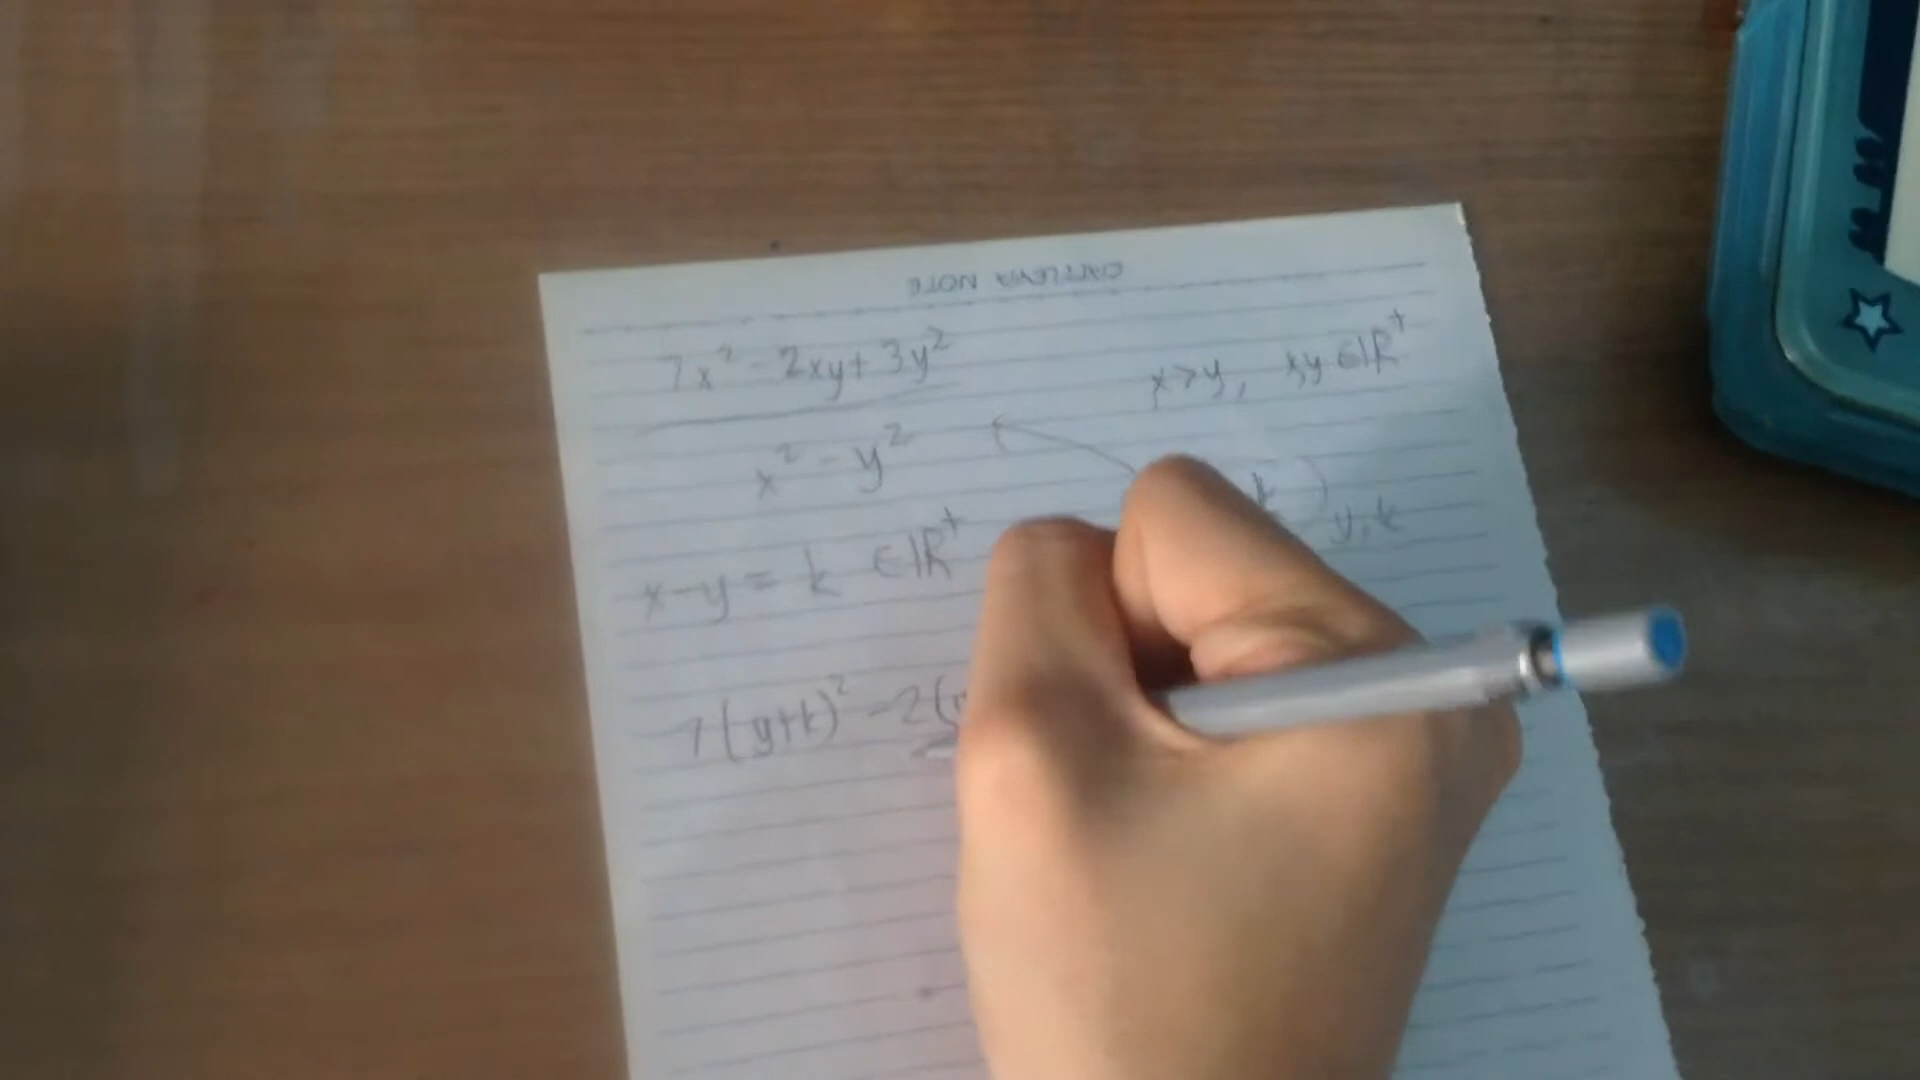 CATTLEYA NOTE
7x² - 2xy + 3y²
x > y, x,y ∈ ℝ⁺
x² - y²
k )
y, k
x - y = k ∈ ℝ⁺
7(y+k)² - 2(